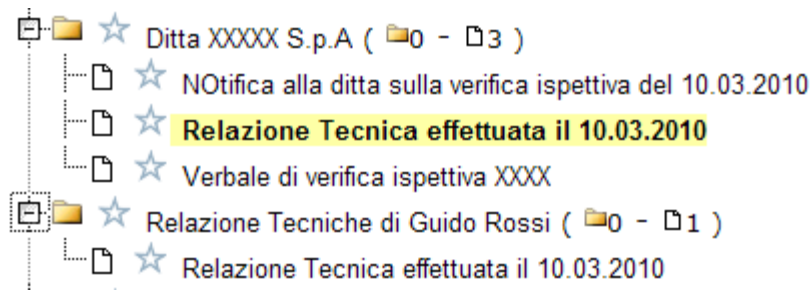 Ditta XXXXX S.p.A ( 0 - 3 )
NOtifica alla ditta sulla verifica ispettiva del 10.03.2010
Relazione Tecnica effettuata il 10.03.2010
Verbale di verifica ispettiva XXXX
Relazione Tecniche di Guido Rossi ( 0 - 1 )
Relazione Tecnica effettuata il 10.03.2010